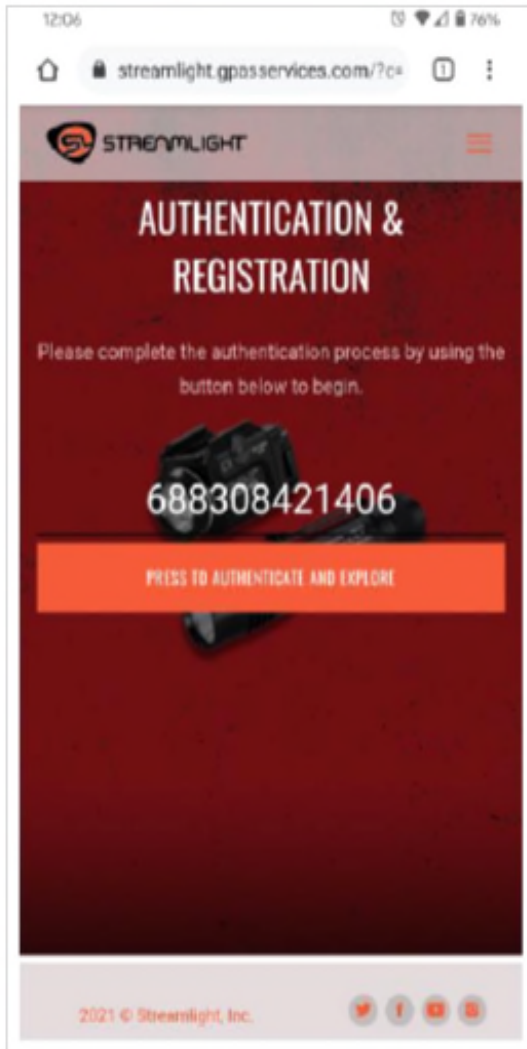 12:06
76%
streamlight.gpasservices.com/?c=
1
STREAMLIGHT
AUTHENTICATION &
REGISTRATION
Please complete the authentication process by using the
button below to begin.
688308421406
PRESS TO AUTHENTICATE AND EXPLORE
2021 © Streamlight, Inc.